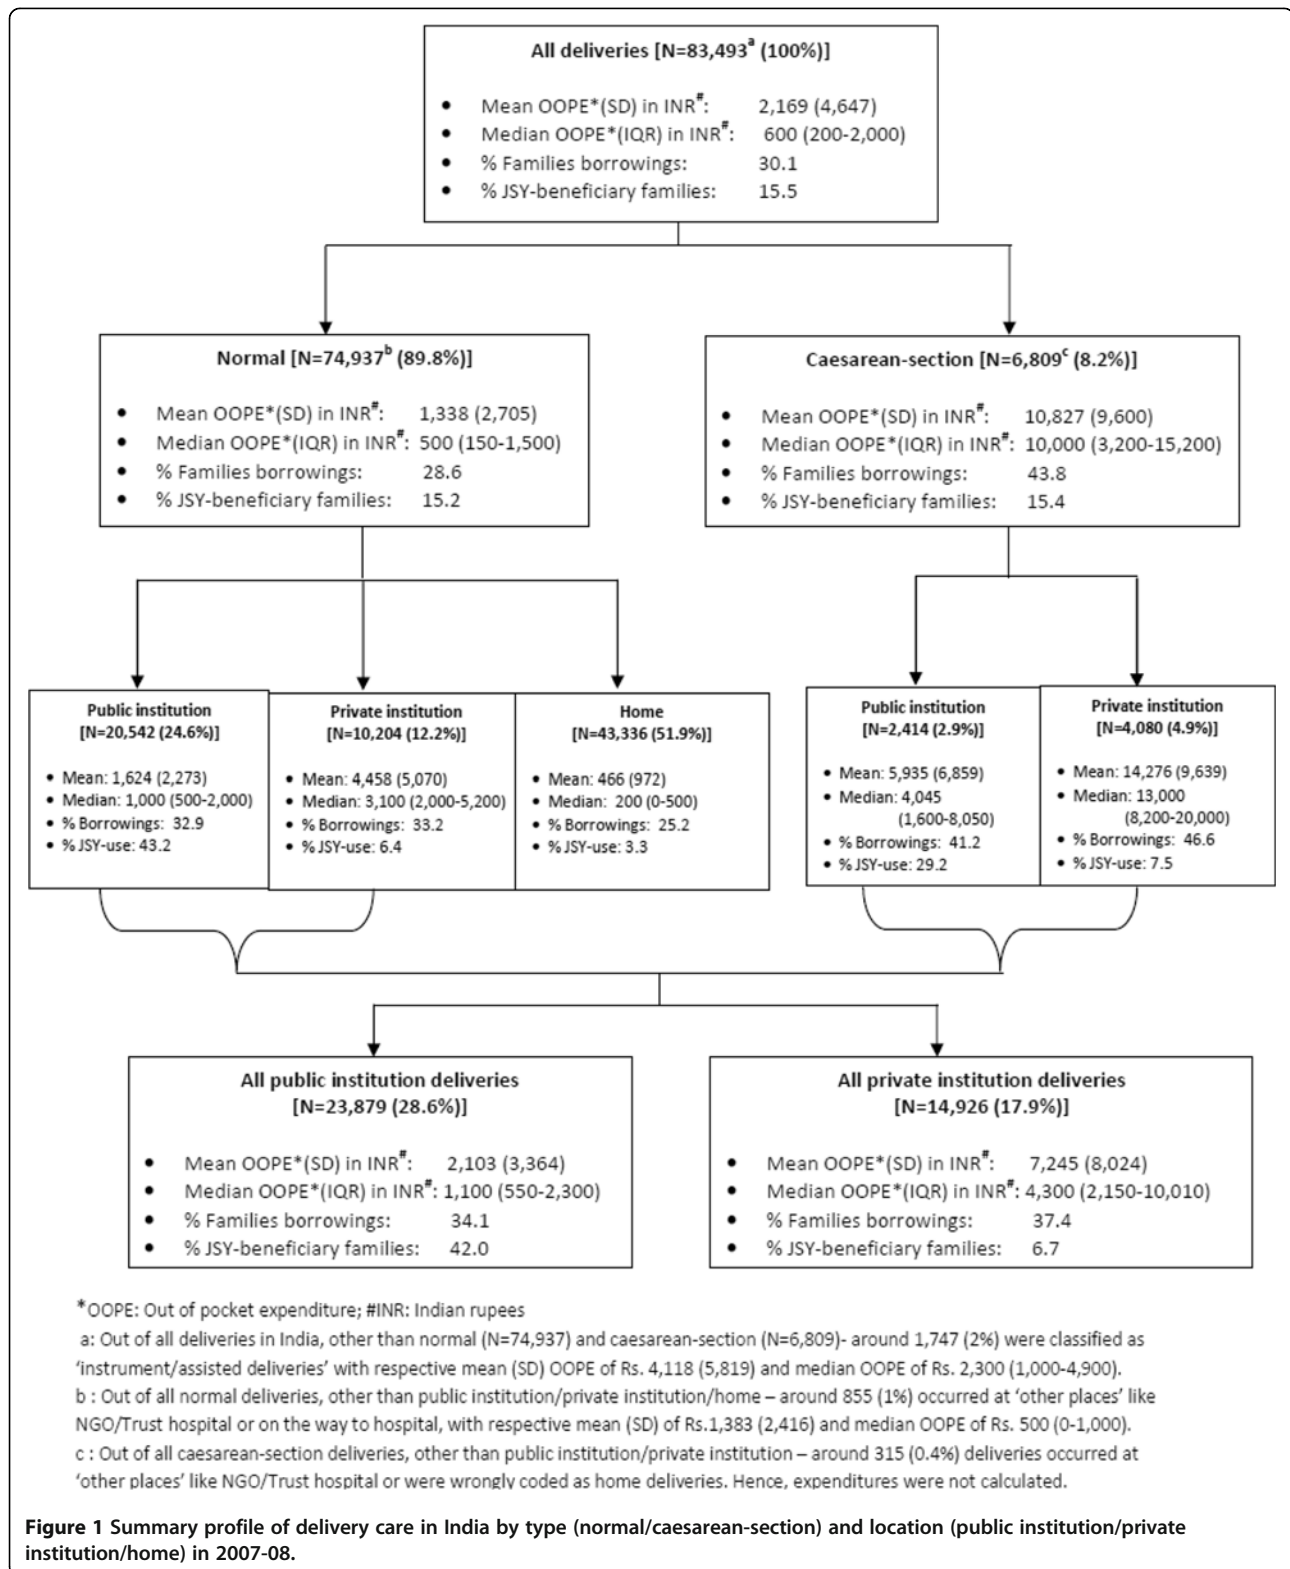 All deliveries [N=83,493a (100%)]
• Mean OOPE*(SD) in INR#: 2,169 (4,647)
• Median OOPE*(IQR) in INR#: 600 (200-2,000)
• % Families borrowings: 30.1
• % JSY-beneficiary families: 15.5
Normal [N=74,937b (89.8%)]
• Mean OOPE*(SD) in INR#: 1,338 (2,705)
• Median OOPE*(IQR) in INR#: 500 (150-1,500)
• % Families borrowings: 28.6
• % JSY-beneficiary families: 15.2
Caesarean-section [N=6,809c (8.2%)]
• Mean OOPE*(SD) in INR#: 10,827 (9,600)
• Median OOPE*(IQR) in INR#: 10,000 (3,200-15,200)
• % Families borrowings: 43.8
• % JSY-beneficiary families: 15.4
Public institution
[N=20,542 (24.6%)]
• Mean: 1,624 (2,273)
• Median: 1,000 (500-2,000)
• % Borrowings: 32.9
• % JSY-use: 43.2
Private institution
[N=10,204 (12.2%)]
• Mean: 4,458 (5,070)
• Median: 3,100 (2,000-5,200)
• % Borrowings: 33.2
• % JSY-use: 6.4
Home
[N=43,336 (51.9%)]
• Mean: 466 (972)
• Median: 200 (0-500)
• % Borrowings: 25.2
• % JSY-use: 3.3
Public institution
[N=2,414 (2.9%)]
• Mean: 5,935 (6,859)
• Median: 4,045
(1,600-8,050)
• % Borrowings: 41.2
• % JSY-use: 29.2
Private institution
[N=4,080 (4.9%)]
• Mean: 14,276 (9,639)
• Median: 13,000
(8,200-20,000)
• % Borrowings: 46.6
• % JSY-use: 7.5
All public institution deliveries
[N=23,879 (28.6%)]
• Mean OOPE*(SD) in INR#: 2,103 (3,364)
• Median OOPE*(IQR) in INR#: 1,100 (550-2,300)
• % Families borrowings: 34.1
• % JSY-beneficiary families: 42.0
All private institution deliveries
[N=14,926 (17.9%)]
• Mean OOPE*(SD) in INR#: 7,245 (8,024)
• Median OOPE*(IQR) in INR#: 4,300 (2,150-10,010)
• % Families borrowings: 37.4
• % JSY-beneficiary families: 6.7
*OOPE: Out of pocket expenditure; #INR: Indian rupees
a: Out of all deliveries in India, other than normal (N=74,937) and caesarean-section (N=6,809)- around 1,747 (2%) were classified as
‘instrument/assisted deliveries’ with respective mean (SD) OOPE of Rs. 4,118 (5,819) and median OOPE of Rs. 2,300 (1,000-4,900).
b : Out of all normal deliveries, other than public institution/private institution/home – around 855 (1%) occurred at ‘other places’ like
NGO/Trust hospital or on the way to hospital, with respective mean (SD) of Rs.1,383 (2,416) and median OOPE of Rs. 500 (0-1,000).
c : Out of all caesarean-section deliveries, other than public institution/private institution – around 315 (0.4%) deliveries occurred at
‘other places’ like NGO/Trust hospital or were wrongly coded as home deliveries. Hence, expenditures were not calculated.
Figure 1 Summary profile of delivery care in India by type (normal/caesarean-section) and location (public institution/private
institution/home) in 2007-08.